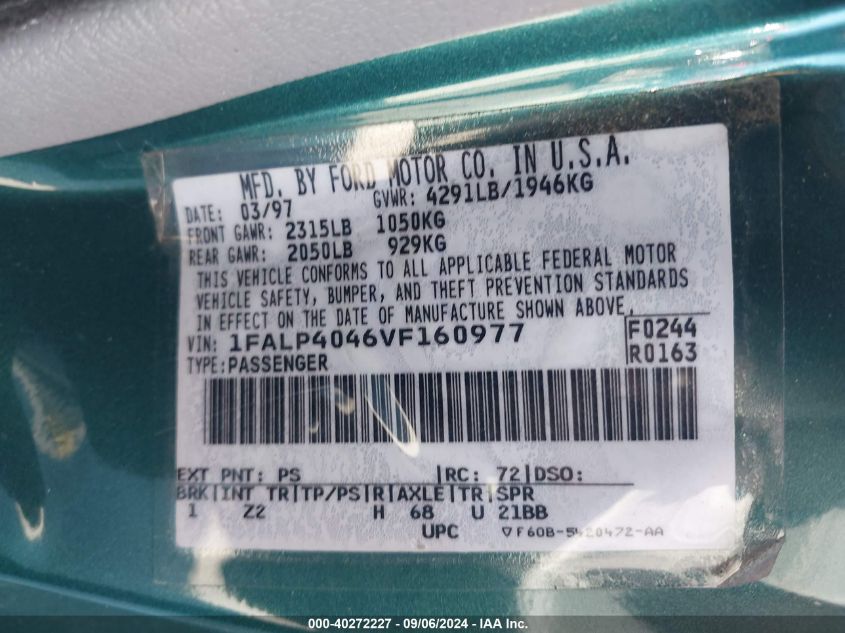 MFD. BY FORD MOTOR CO. IN U.S.A.
DATE: 03/97 GVWR: 4291LB/1946KG
FRONT GAWR: 2315LB 1050KG
REAR GAWR: 2050LB 929KG
THIS VEHICLE CONFORMS TO ALL APPLICABLE FEDERAL MOTOR
VEHICLE SAFETY, BUMPER, AND THEFT PREVENTION STANDARDS
IN EFFECT ON THE DATE OF MANUFACTURE SHOWN ABOVE.
VIN: 1FALP4046VF160977 F0244
TYPE: PASSENGER R0163
EXT PNT: PS |RC: 72|DSO:
BRK|INT TR|TP/PS|R|AXLE|TR|SPR
1 Z2 H 68 U 21BB
UPC ▽F60B-5420472-AA
000-40272227 - 09/06/2024 - IAA Inc.